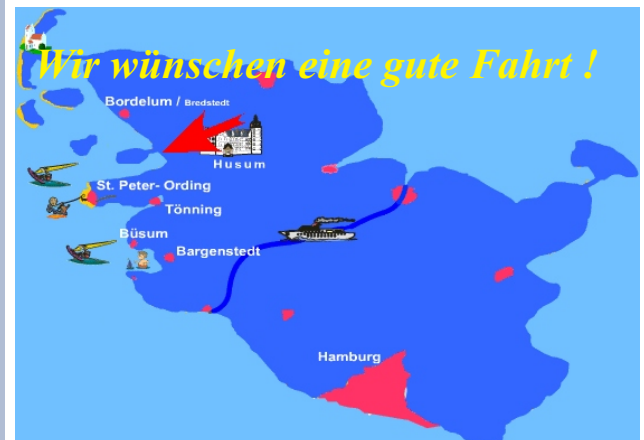 Wir wünschen eine gute Fahrt !
Bordelum / Bredstedt
Husum
St. Peter- Ording
Tönning
Büsum
Bargenstedt
Hamburg